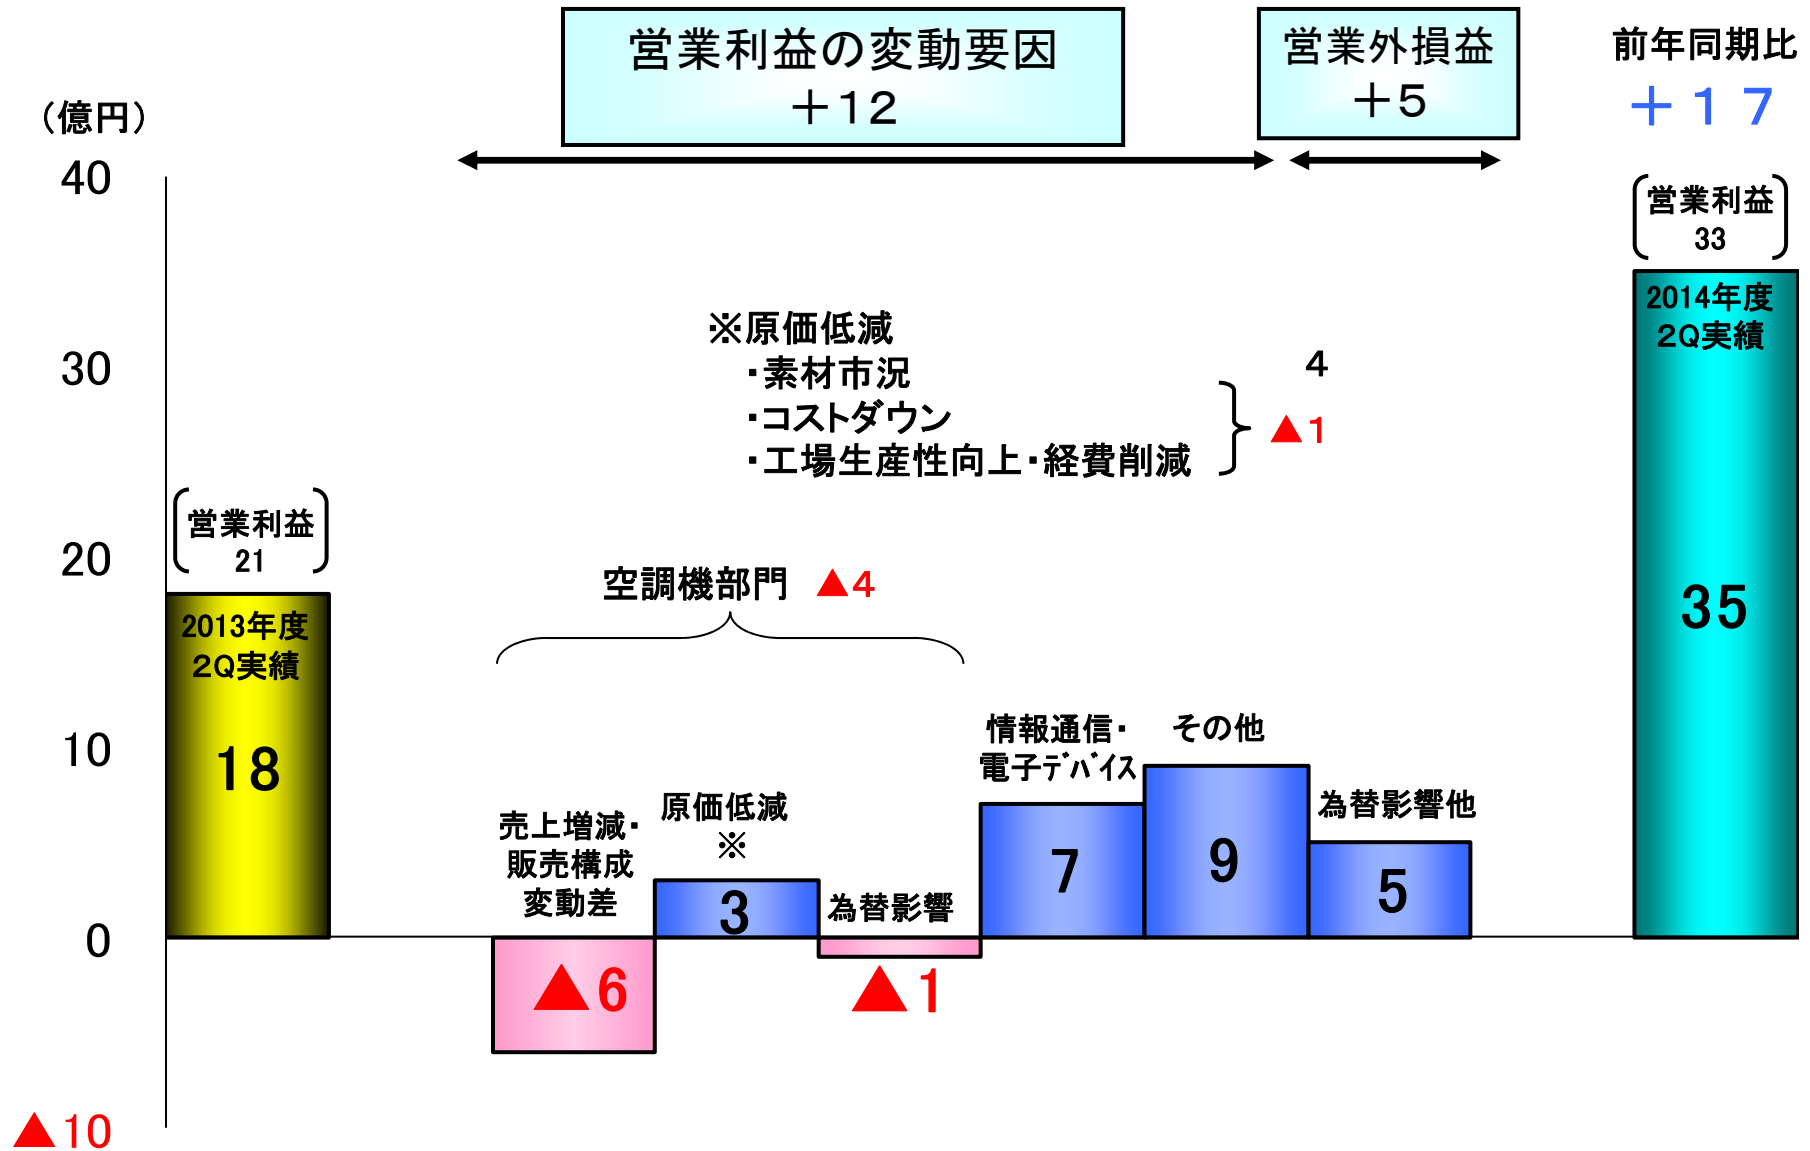 営業利益の変動要因
＋12
営業外損益
＋5
前年同期比
＋１７
（億円）
40
30
20
10
0
▲10
営業利益
33
2014年度
２Q実績
35
※原価低減
・素材市況
4
・コストダウン
・工場生産性向上・経費削減
▲1
営業利益
21
2013年度
２Q実績
18
空調機部門 ▲4
売上増減・
販売構成
変動差
▲6
原価低減
※
3
為替影響
▲1
情報通信・
電子ﾃﾞﾊﾞｲｽ
7
その他
9
為替影響他
5